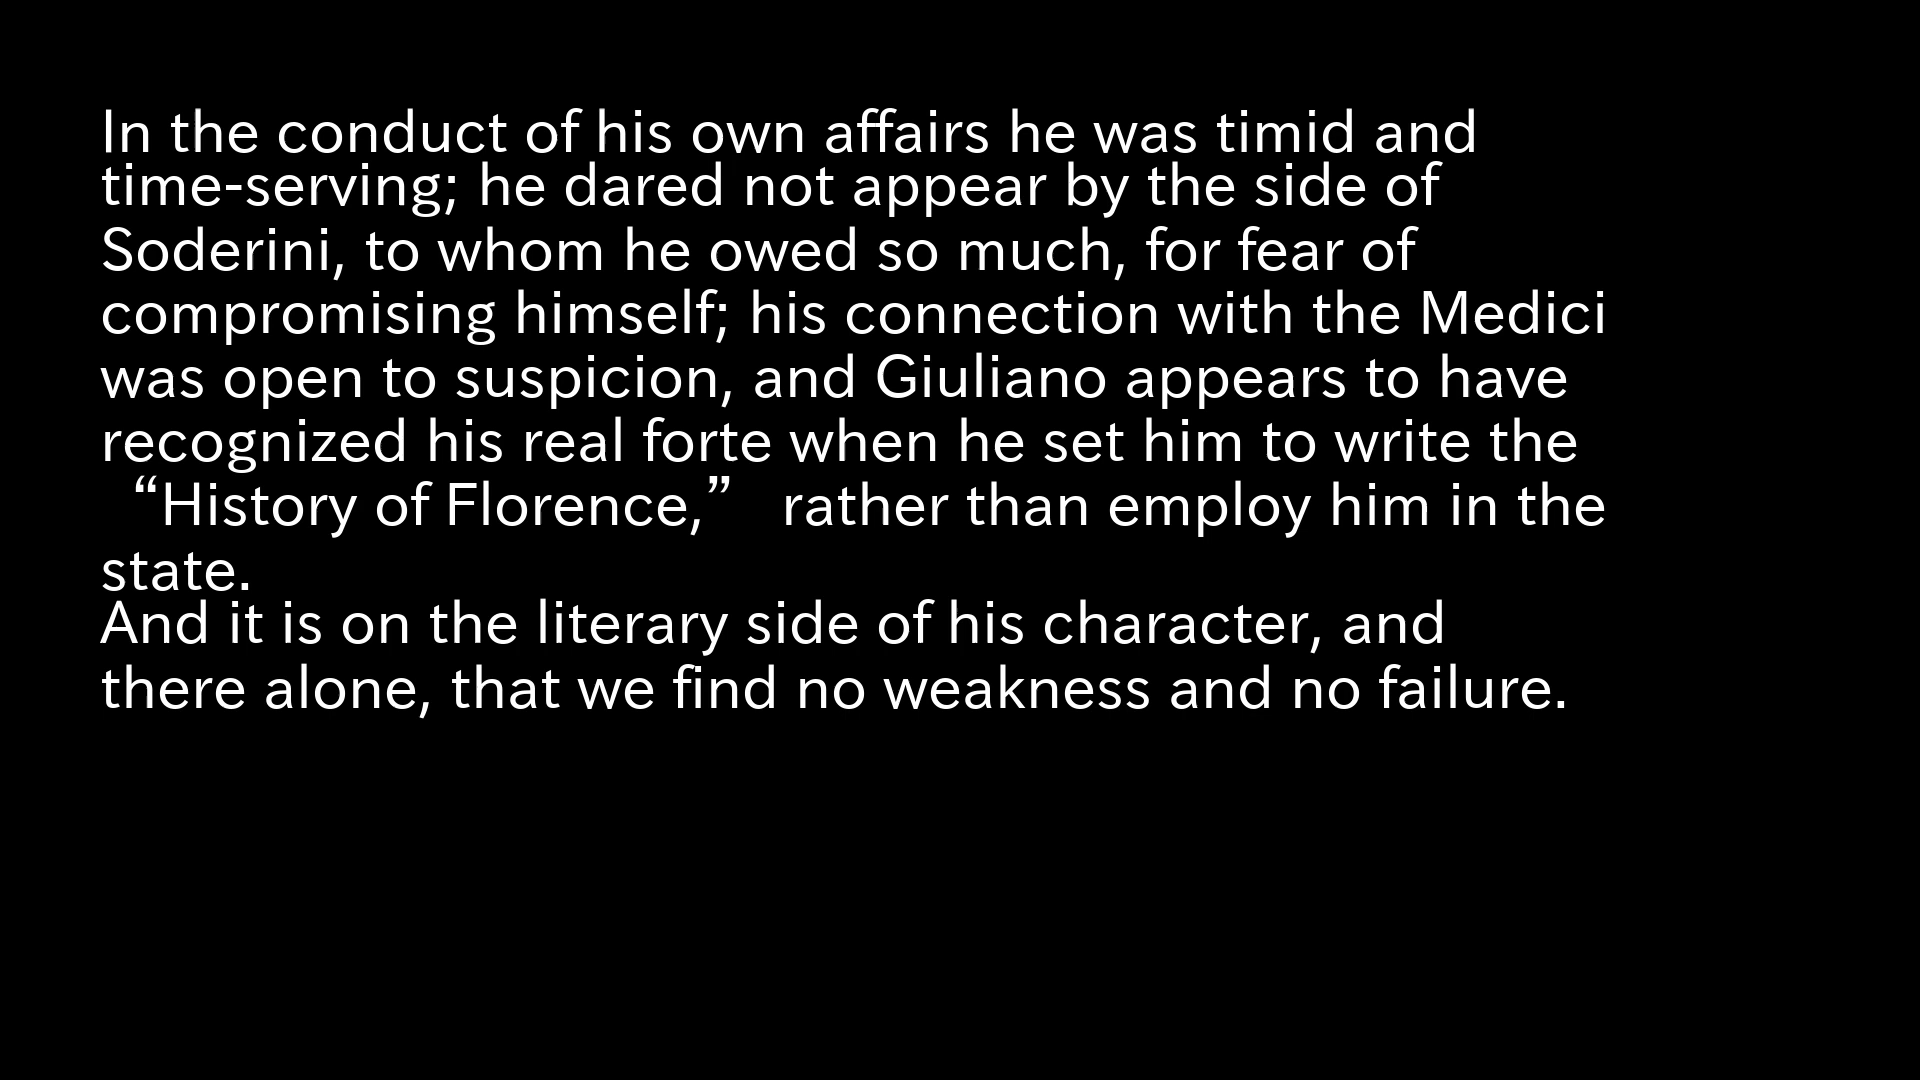 In the conduct of his own affairs he was timid and
time-serving; he dared not appear by the side of
Soderini, to whom he owed so much, for fear of
compromising himself; his connection with the Medici
was open to suspicion, and Giuliano appears to have
recognized his real forte when he set him to write the
“History of Florence,” rather than employ him in the
state.
And it is on the literary side of his character, and
there alone, that we find no weakness and no failure.